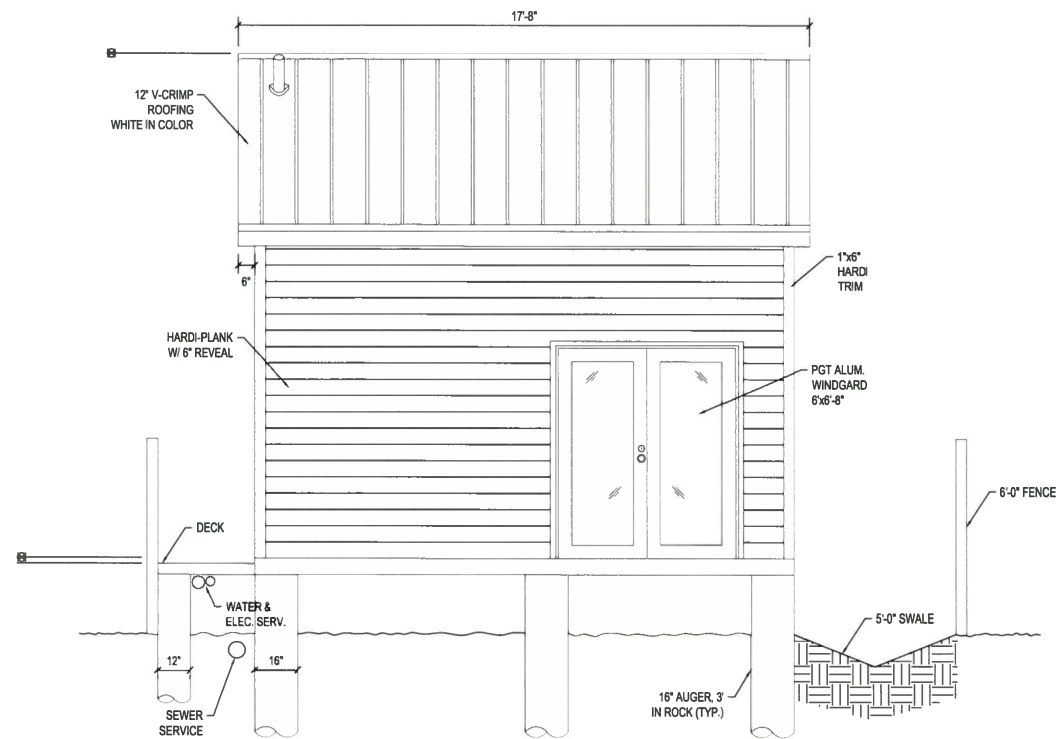 17'-8"
12" V-CRIMP
ROOFING
WHITE IN COLOR
6"
1"x6"
HARDI
TRIM
HARDI-PLANK
W/ 6" REVEAL
PGT ALUM.
WINDGARD
6'x6'-8"
6'-0" FENCE
DECK
WATER &
ELEC. SERV.
5'-0" SWALE
12"
16"
16" AUGER, 3'
IN ROCK (TYP.)
SEWER
SERVICE